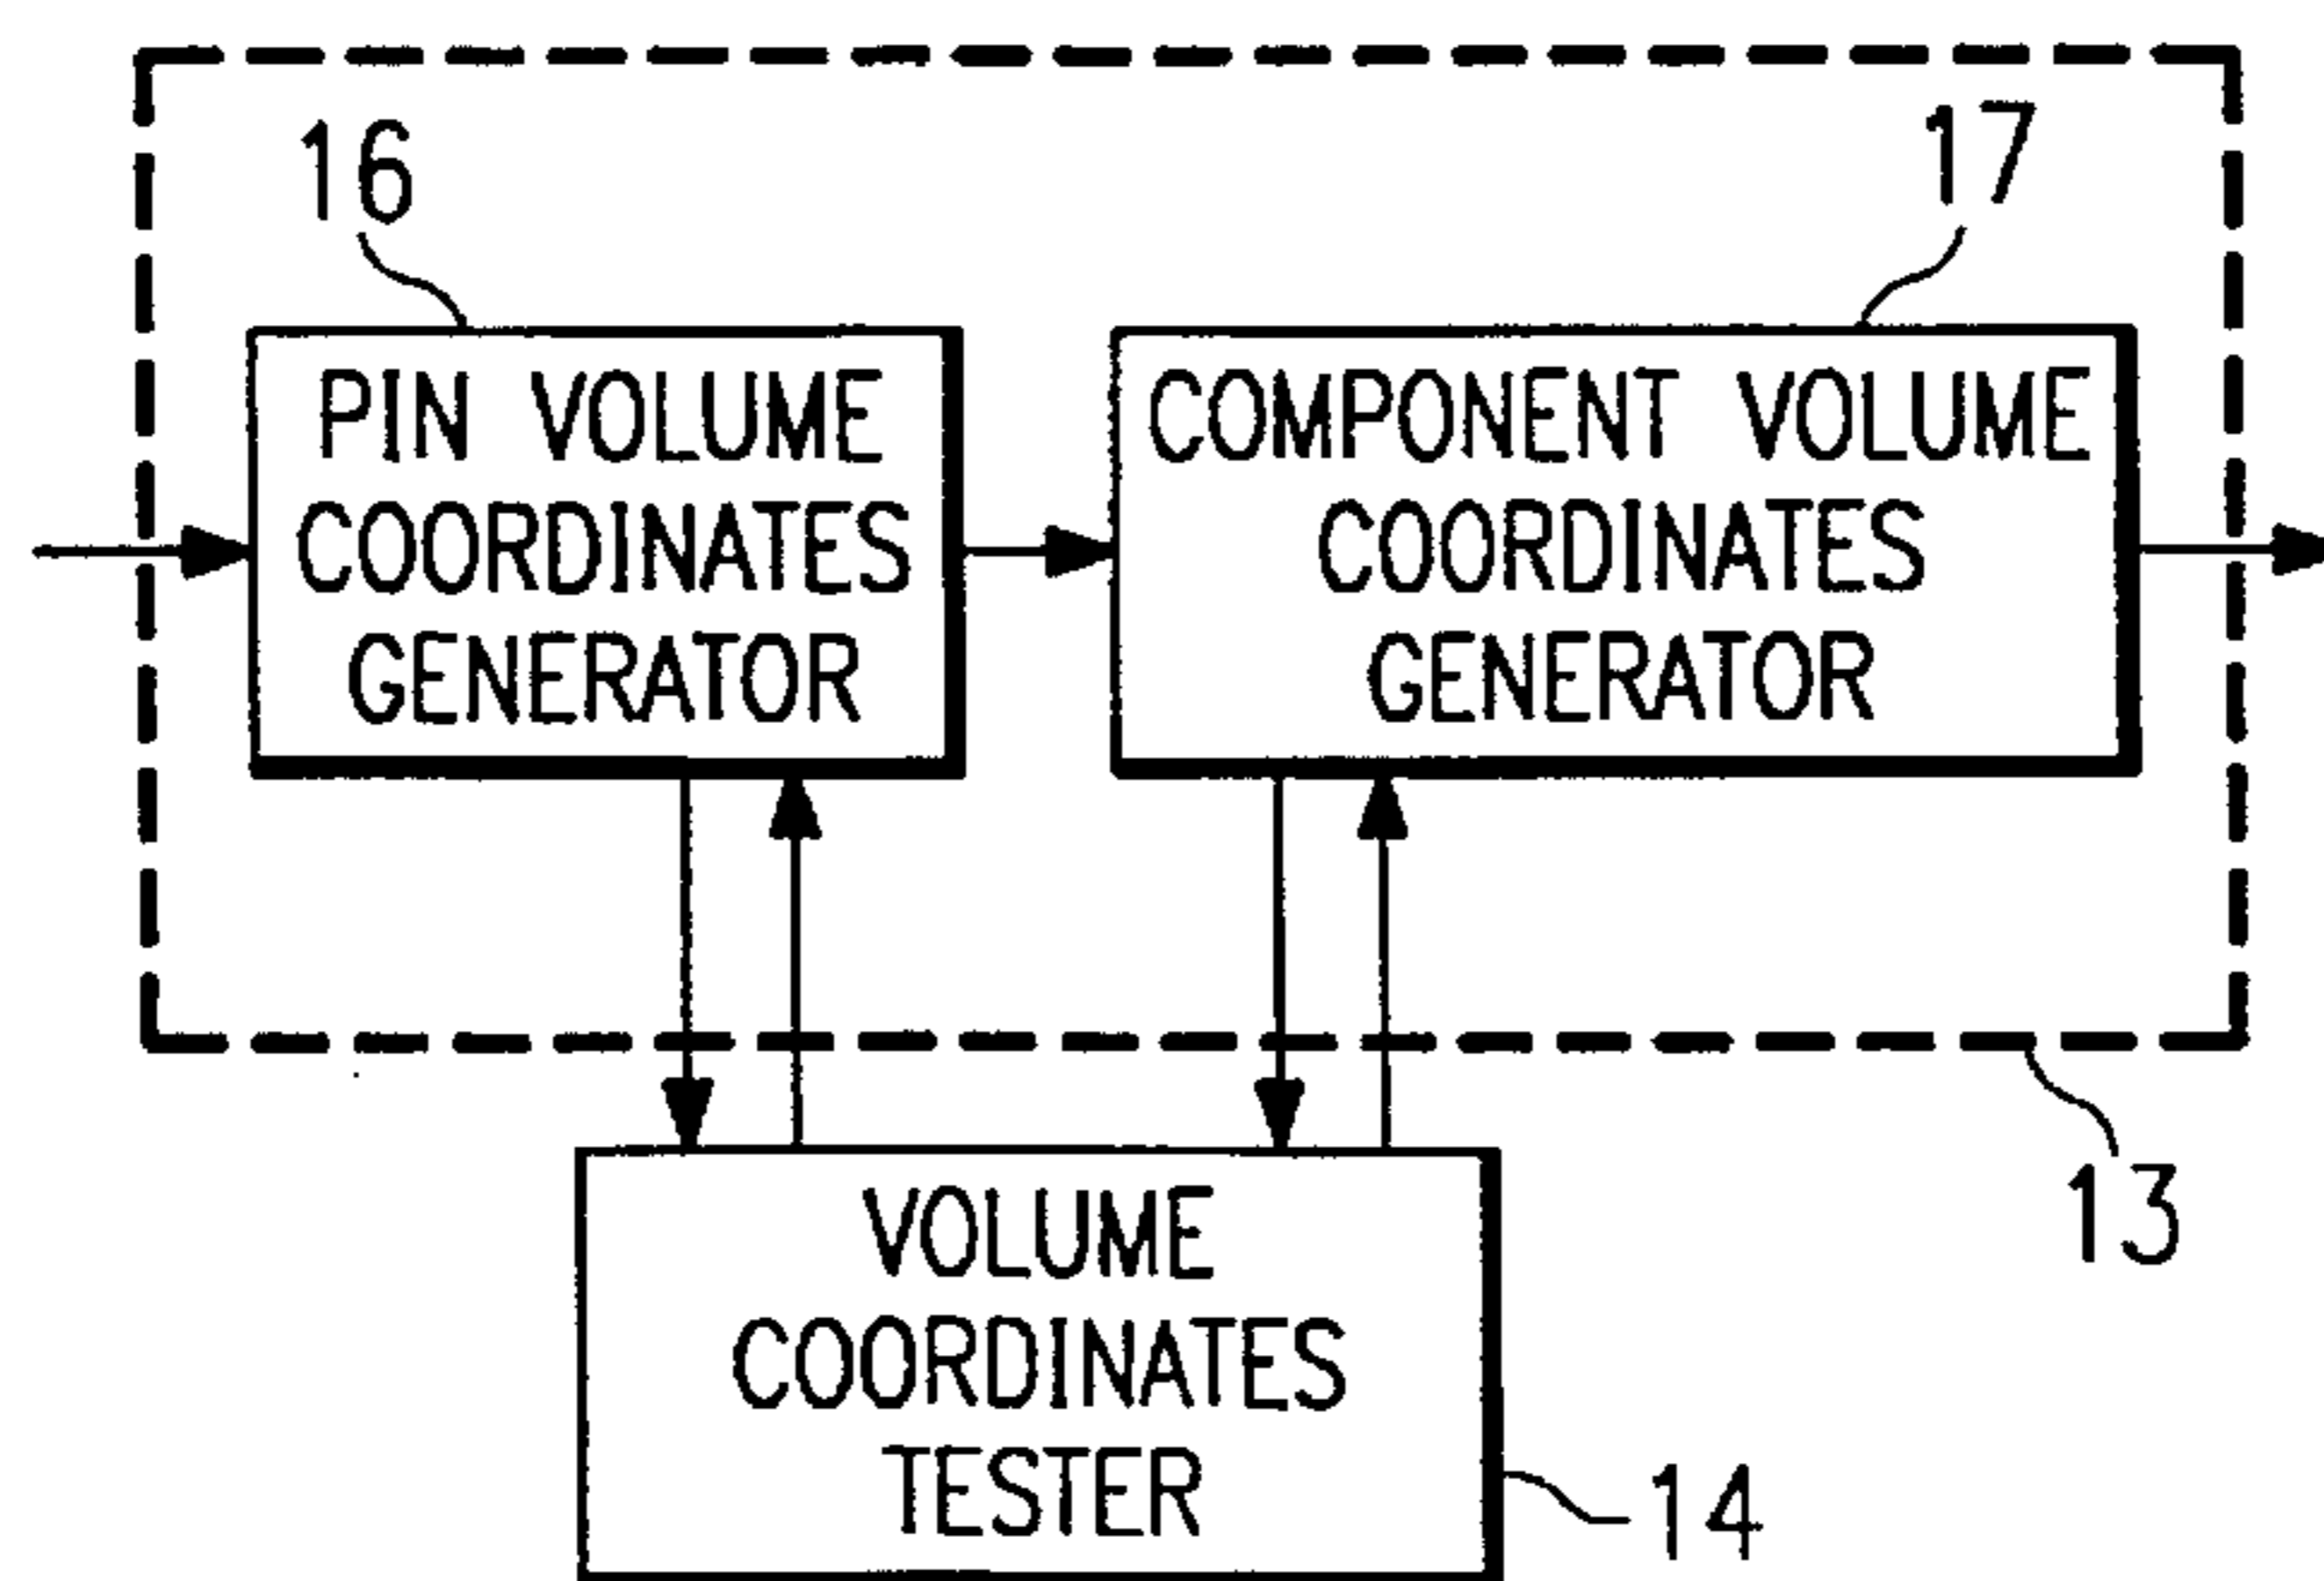 16
17
PIN VOLUME
COORDINATES
GENERATOR
COMPONENT VOLUME
COORDINATES
GENERATOR
13
VOLUME
COORDINATES
TESTER
14